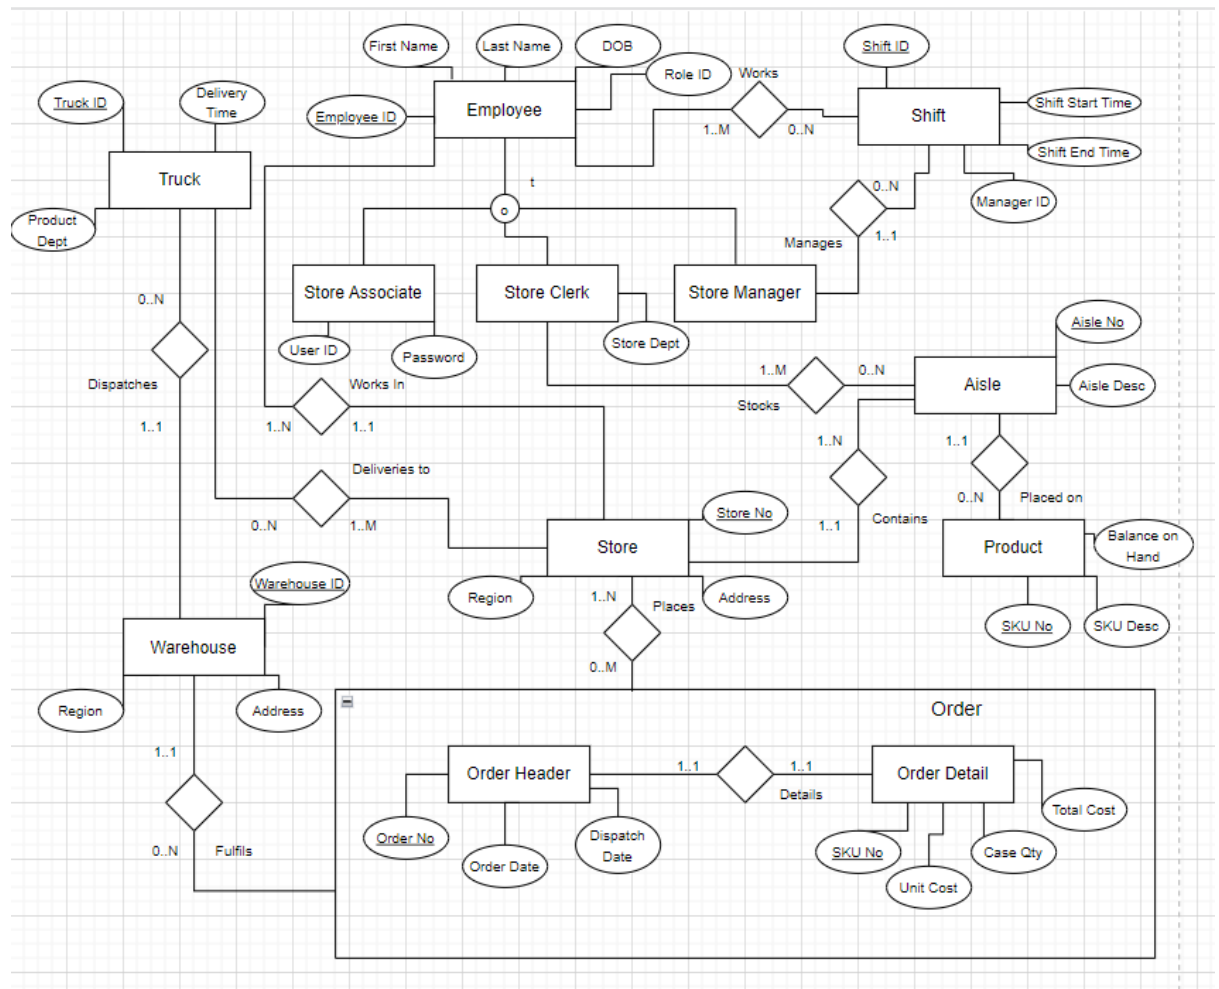 First Name
Last Name
DOB
Shift ID
Role ID
Works
Truck ID
Delivery
Time
Employee ID
Employee
1..M
0..N
Shift
Shift Start Time
Shift End Time
Truck
t
0..N
Manager ID
Product
Dept
o
Manages
1..1
Store Associate
Store Clerk
Store Manager
0..N
User ID
Password
Store Dept
Aisle No
Dispatches
Works In
1..M
0..N
Aisle
Aisle Desc
Stocks
1..1
1..N
1..1
1..N
1..1
Deliveries to
0..N
Placed on
0..N
1..M
Store No
1..1
Contains
Store
Product
Balance on
Hand
Warehouse ID
Region
1..N
Places
Address
SKU No
SKU Desc
Warehouse
0..M
Region
Address
Order
1..1
Order Header
1..1
1..1
Order Detail
Details
Total Cost
Order No
Dispatch
Date
0..N
Fulfils
Order Date
SKU No
Case Qty
Unit Cost